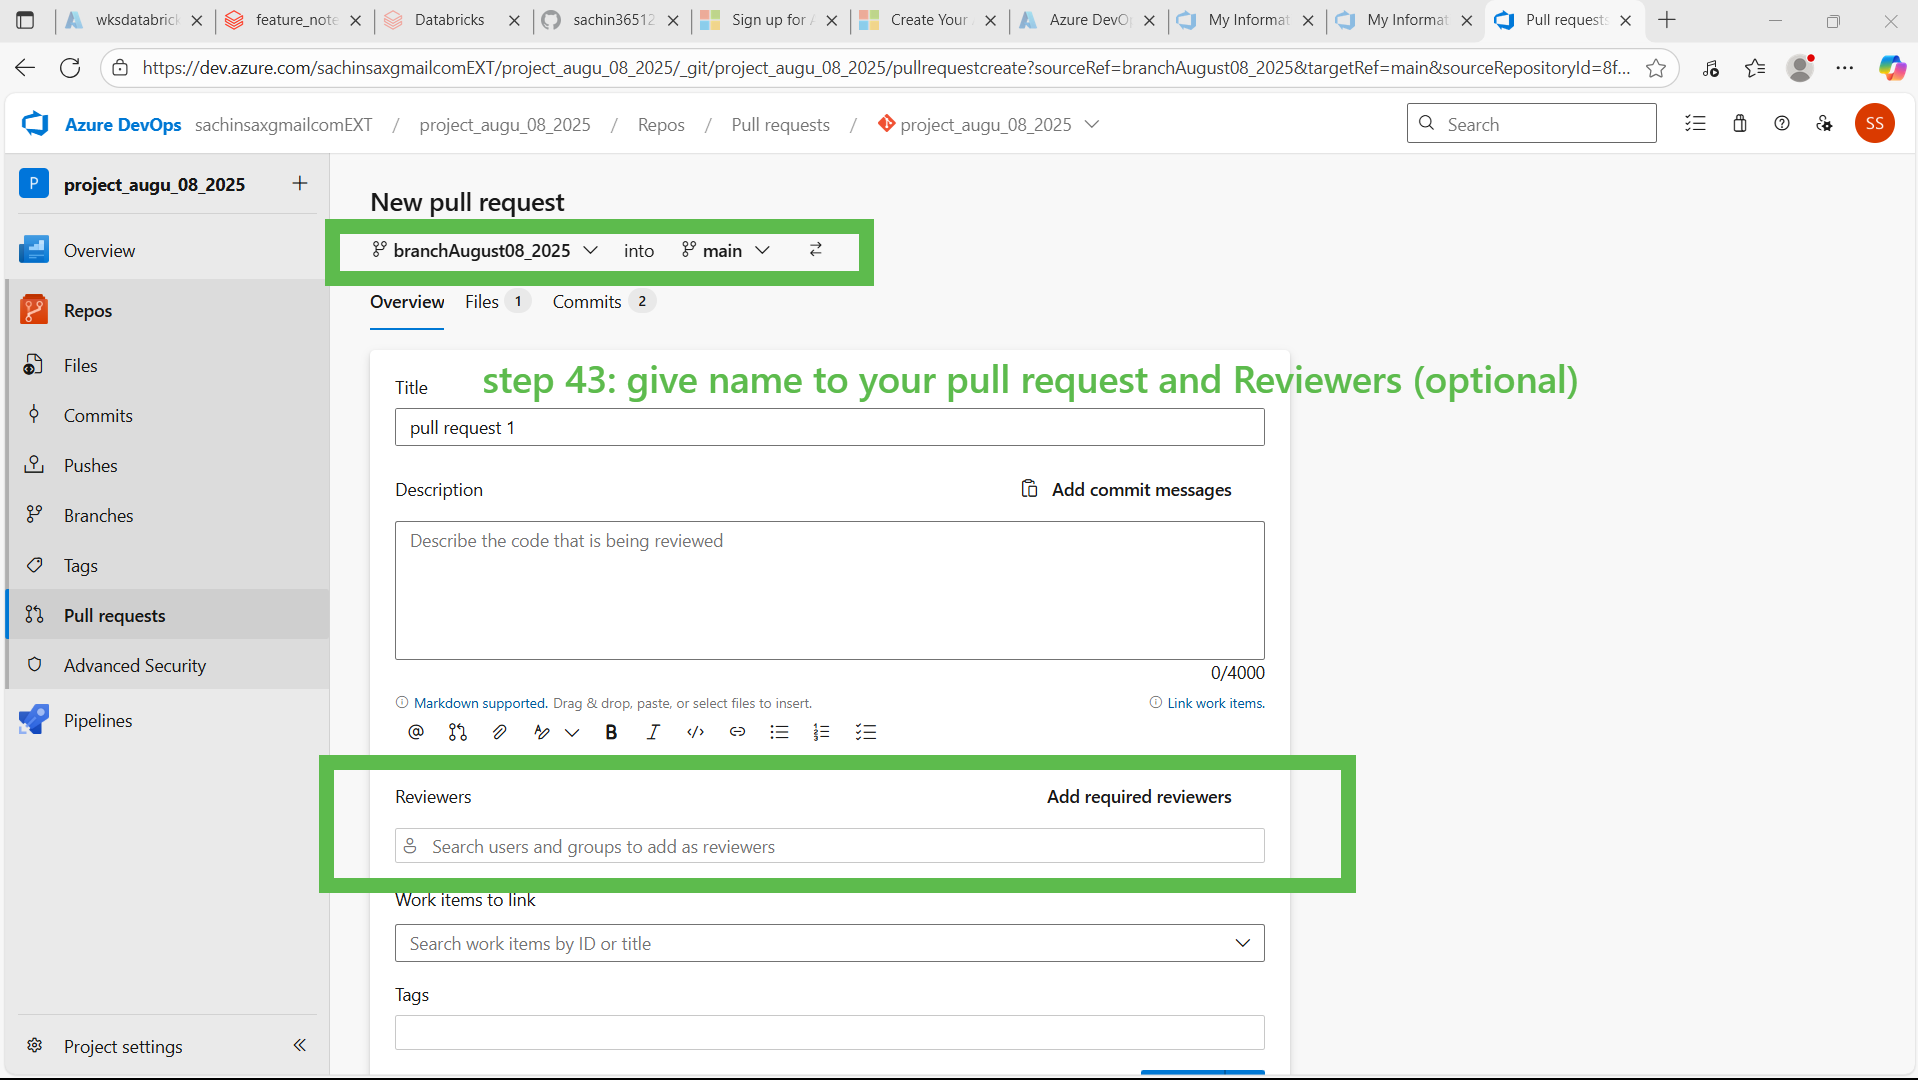 wksdatabrick
feature_note
Databricks
sachin36512
Sign up for A
Create Your A
Azure DevOp
My Informat
My Informat
Pull requests
https://dev.azure.com/sachinsaxgmailcomEXT/project_augu_08_2025/_git/project_augu_08_2025/pullrequestcreate?sourceRef=branchAugust08_2025&targetRef=main&sourceRepositoryId=8f...
Azure DevOps sachinsaxgmailcomEXT / project_augu_08_2025 / Repos / Pull requests / project_augu_08_2025
Search
SS
P project_augu_08_2025
Overview
Repos
Files
Commits
Pushes
Branches
Tags
Pull requests
Advanced Security
Pipelines
Project settings
New pull request
branchAugust08_2025 into main
Overview Files 1 Commits 2
step 43: give name to your pull request and Reviewers (optional)
Title
pull request 1
Description
Add commit messages
Describe the code that is being reviewed
0/4000
Markdown supported. Drag & drop, paste, or select files to insert.
Link work items.
Reviewers
Add required reviewers
Search users and groups to add as reviewers
Work items to link
Search work items by ID or title
Tags